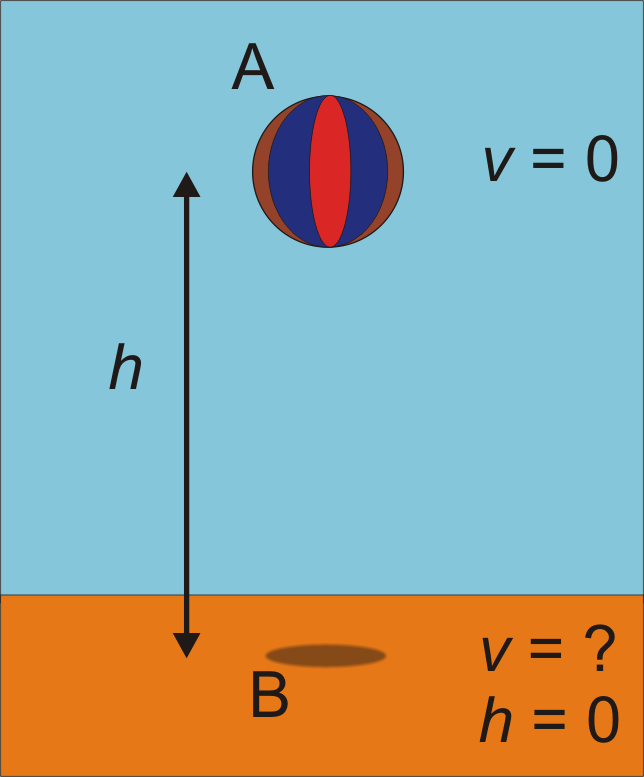 A
v = 0
h
v = ?
B
h = 0